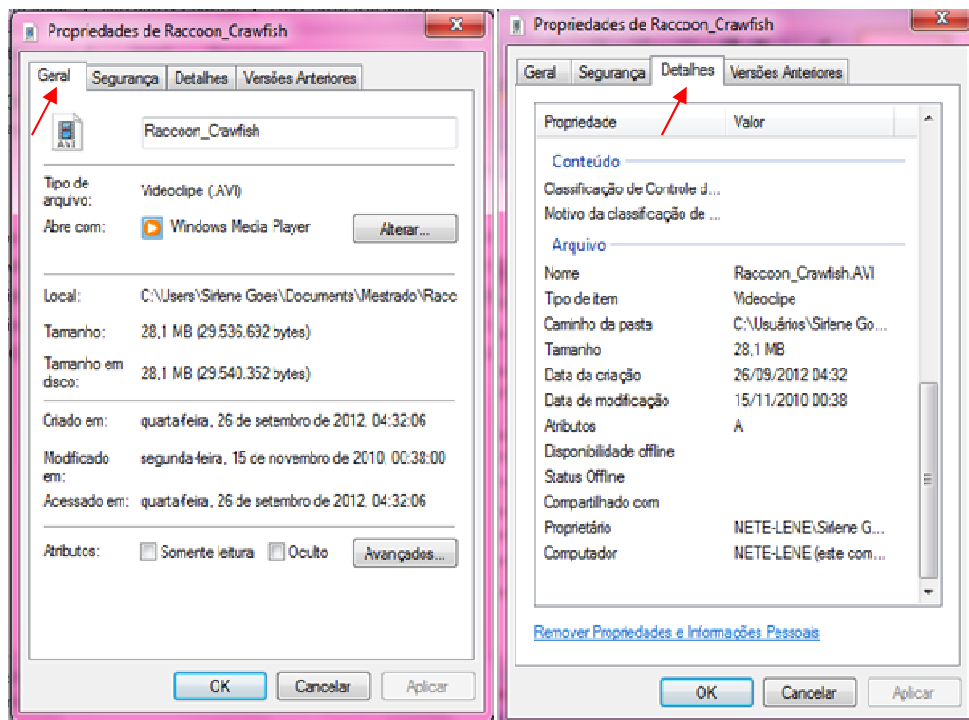 Propriedades de Raccoon_Crawfish
Geral Segurança Detalhes Versões Anteriores
AVI
Raccoon_Crawfish
Tipo de arquivo: Videoclipe (.AVI)
Abre com: Windows Media Player Alterar...
Local: C:\Users\Sirlene Goes\Documents\Mestrado\Racc
Tamanho: 28,1 MB (29.536.692 bytes)
Tamanho em disco: 28,1 MB (29.540.352 bytes)
Criado em: quarta-feira, 26 de setembro de 2012, 04:32:06
Modificado em: segunda-feira, 15 de novembro de 2010, 00:38:00
Acessado em: quarta-feira, 26 de setembro de 2012, 04:32:06
Atributos: Somente leitura Oculto Avançados...
OK Cancelar Aplicar
Propriedades de Raccoon_Crawfish
Geral Segurança Detalhes Versões Anteriores
Propriedade Valor
Conteúdo
Classificação de Controle d...
Motivo da classificação de ...
Arquivo
Nome Raccoon_Crawfish.AVI
Tipo de item Videoclipe
Caminho da pasta C:\Usuários\Sirlene Go...
Tamanho 28,1 MB
Data da criação 26/09/2012 04:32
Data de modificação 15/11/2010 00:38
Atributos A
Disponibilidade offline
Status Offline
Compartilhado com
Proprietário NETE-LENE\Sirlene G...
Computador NETE-LENE (este com...
Remover Propriedades e Informações Pessoais
OK Cancelar Aplicar